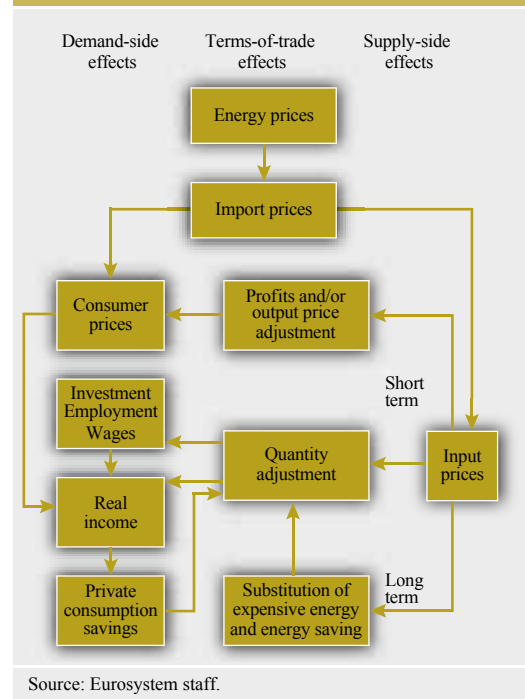 Demand-side
effects
Terms-of-trade
effects
Supply-side
effects
Energy prices
Import prices
Consumer
prices
Profits and/or
output price
adjustment
Short
term
Investment
Employment
Wages
Quantity
adjustment
Input
prices
Real
income
Long
term
Private
consumption
savings
Substitution of
expensive energy
and energy saving
Source: Eurosystem staff.